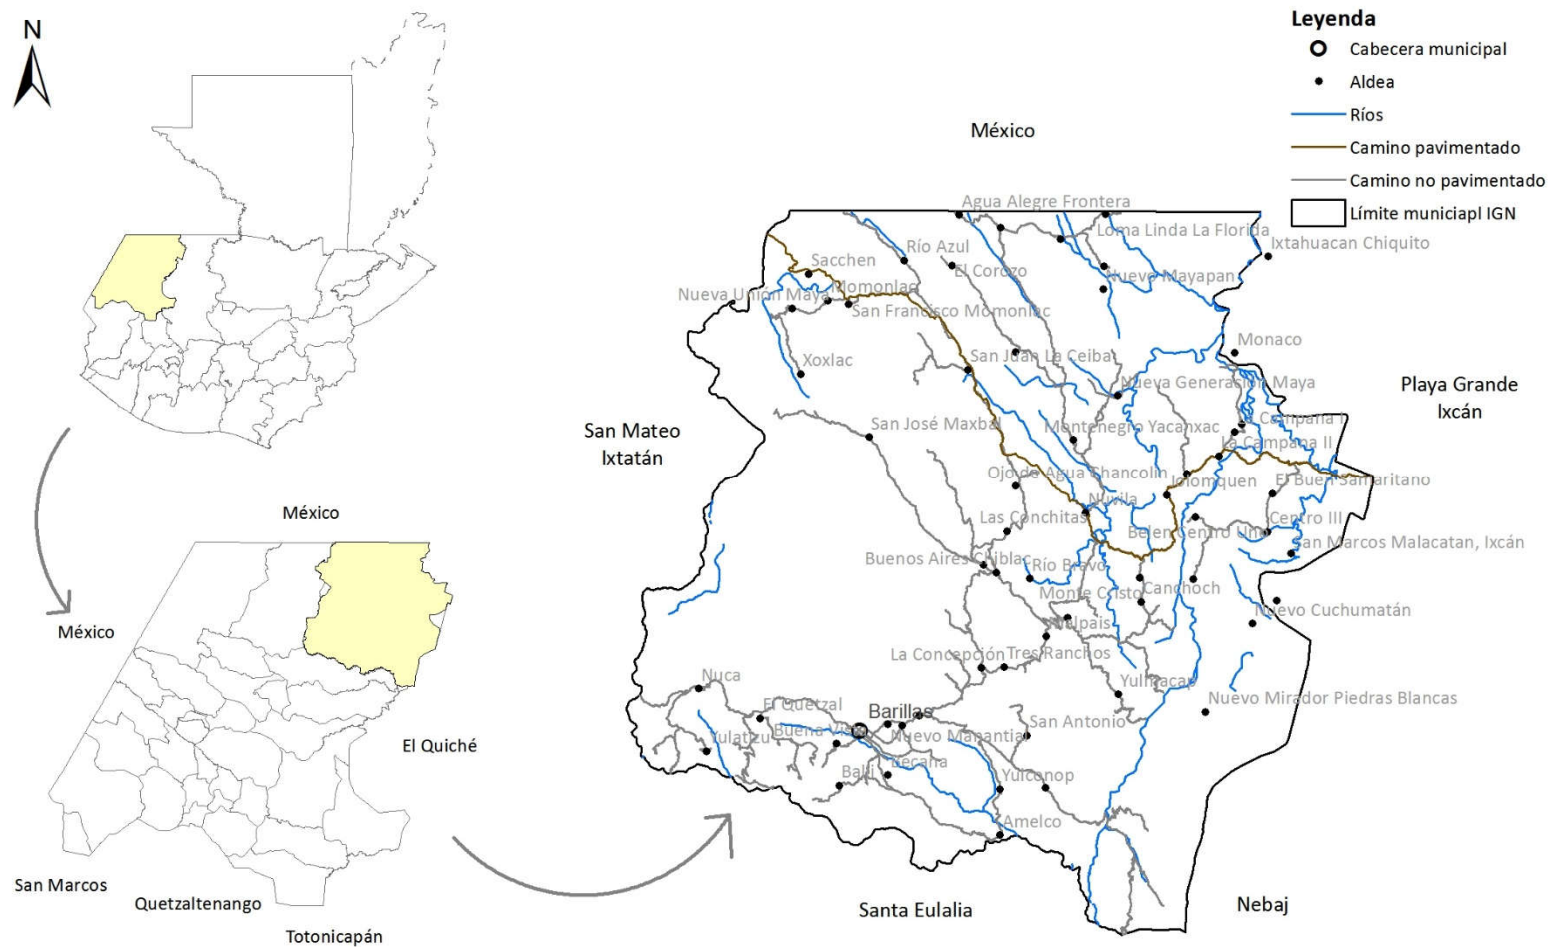 N
Leyenda
Cabecera municipal
Aldea
Ríos
Camino pavimentado
Camino no pavimentado
Límite municiapl IGN
México
Agua Alegre Frontera
Loma Linda La Florida
Ixtahuacan Chiquito
Río Azul
Sacchen
El Corozo
Nuevo Mayapan
Momonlac
Nueva Unión Maya
San Francisco Momonlac
Monaco
Xoxlac
San Juan La Ceiba
Nueva Generación Maya
Playa Grande
Ixcán
San Mateo
Ixtatán
San José Maxbal
Montenegro Yacanxac
La Campana I
La Campana II
Ojo de Agua Chancolin
Jolomquen
El Buen Samaritano
Nuvila
Las Conchitas
Belen Centro Uno
Centro III
San Marcos Malacatan, Ixcán
Buenos Aires Chiblac
Río Bravo
Monte Cristo
Canchoch
Nuevo Cuchumatán
Malpais
La Concepción
Tres Ranchos
Nuca
Yulmacap
Nuevo Mirador Piedras Blancas
El Quetzal
Barillas
San Antonio
Yulatizu
Buena Vista
Nuevo Manantial
Balli
Recana
Yulconop
Amelco
Santa Eulalia
Nebaj
México
México
El Quiché
San Marcos
Quetzaltenango
Totonicapán